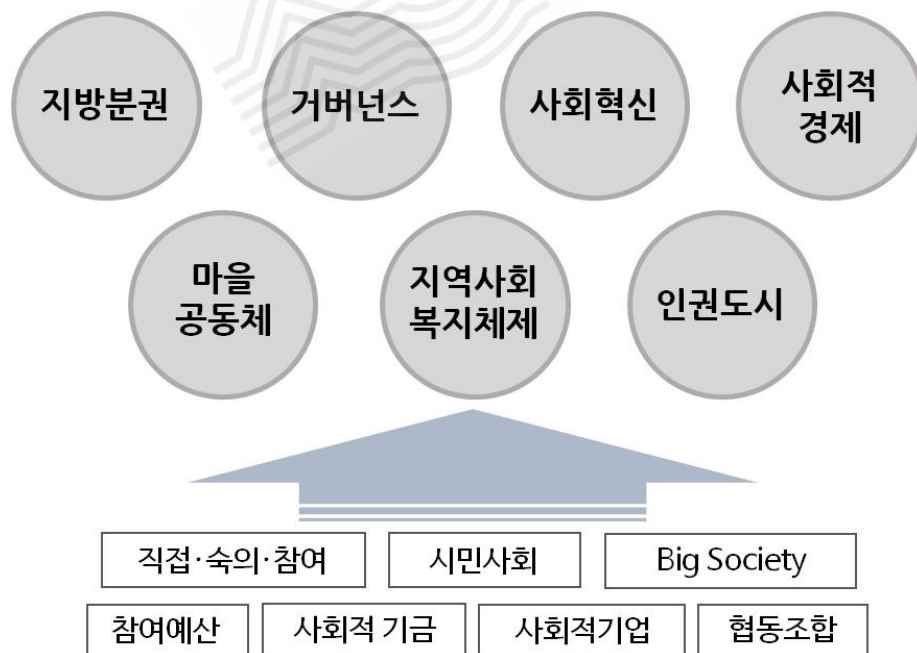 지방분권
거버넌스
사회혁신
사회적
경제
마을
공동체
지역사회
복지체제
인권도시
직접·숙의·참여
시민사회
Big Society
참여예산
사회적 기금
사회적기업
협동조합